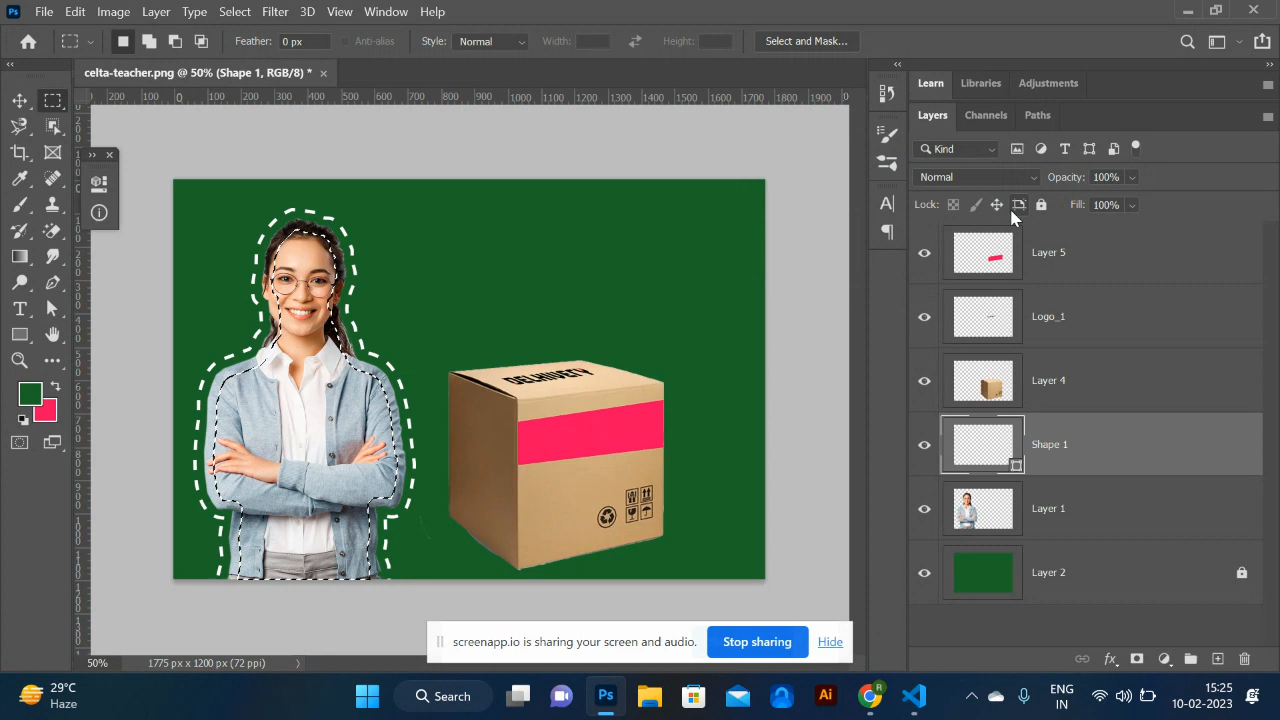 Ps File Edit Image Layer Type Select Filter 3D View Window Help
Feather: 0 px Anti-alias Style: Normal Width: Height: Select and Mask...
celta-teacher.png @ 50% (Shape 1, RGB/8) *
Learn Libraries Adjustments
200 100 0 100 200 300 400 500 600 700 800 900 1000 1100 1200 1300 1400 1500 1600 1700 1800 1900
Layers Channels Paths
Kind
Normal Opacity: 100%
Lock: Fill: 100%
Layer 5
Logo_1
Layer 4
Shape 1
Layer 1
Layer 2
DELHIVERY
screenapp.io is sharing your screen and audio. Stop sharing Hide
50% 1775 px x 1200 px (72 ppi)
29°C
Haze
Search
Ps
Ai
R
ENG
IN
15:25
10-02-2023